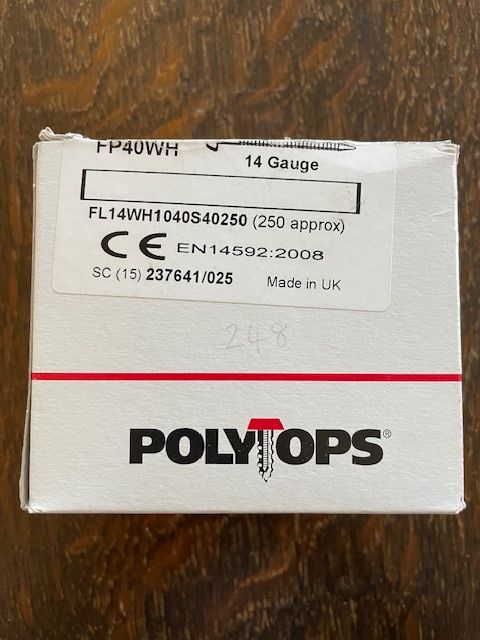 FP40WH
14 Gauge
FL14WH1040S40250 (250 approx)
CE EN14592:2008
SC (15) 237641/025 Made in UK
248
POLYTOPS®